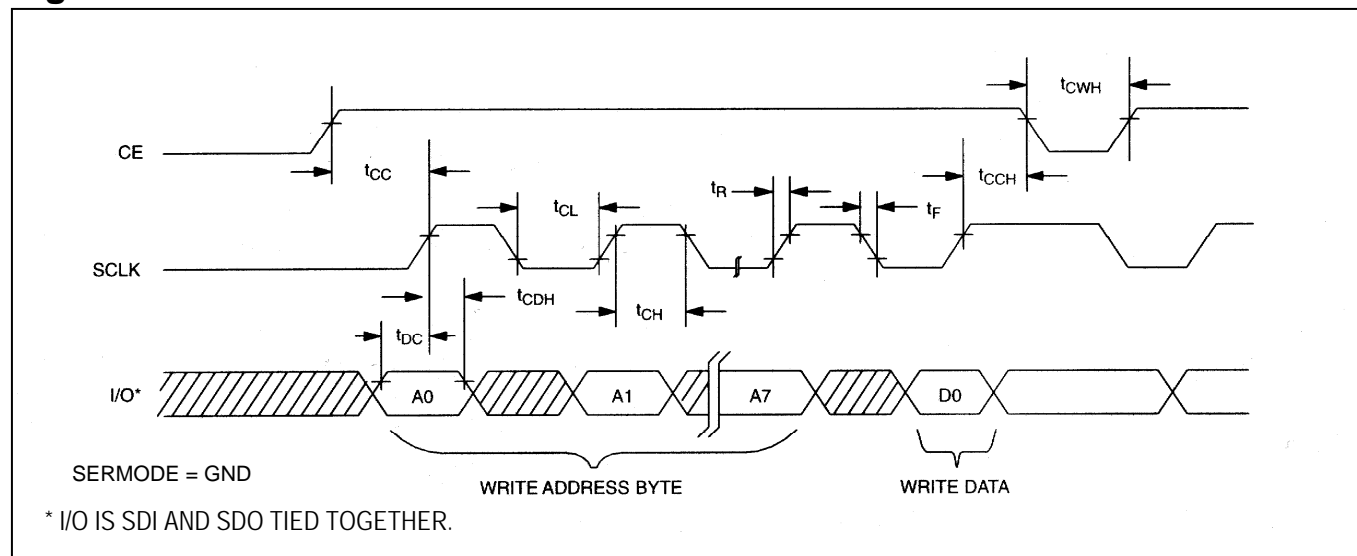 tCWH
CE
tCC
tCCH
tR
tCL
tF
SCLK
tCDH
tCH
tDC
I/O*
A0
A1
A7
D0
WRITE ADDRESS BYTE
WRITE DATA
SERMODE = GND
* I/O IS SDI AND SDO TIED TOGETHER.